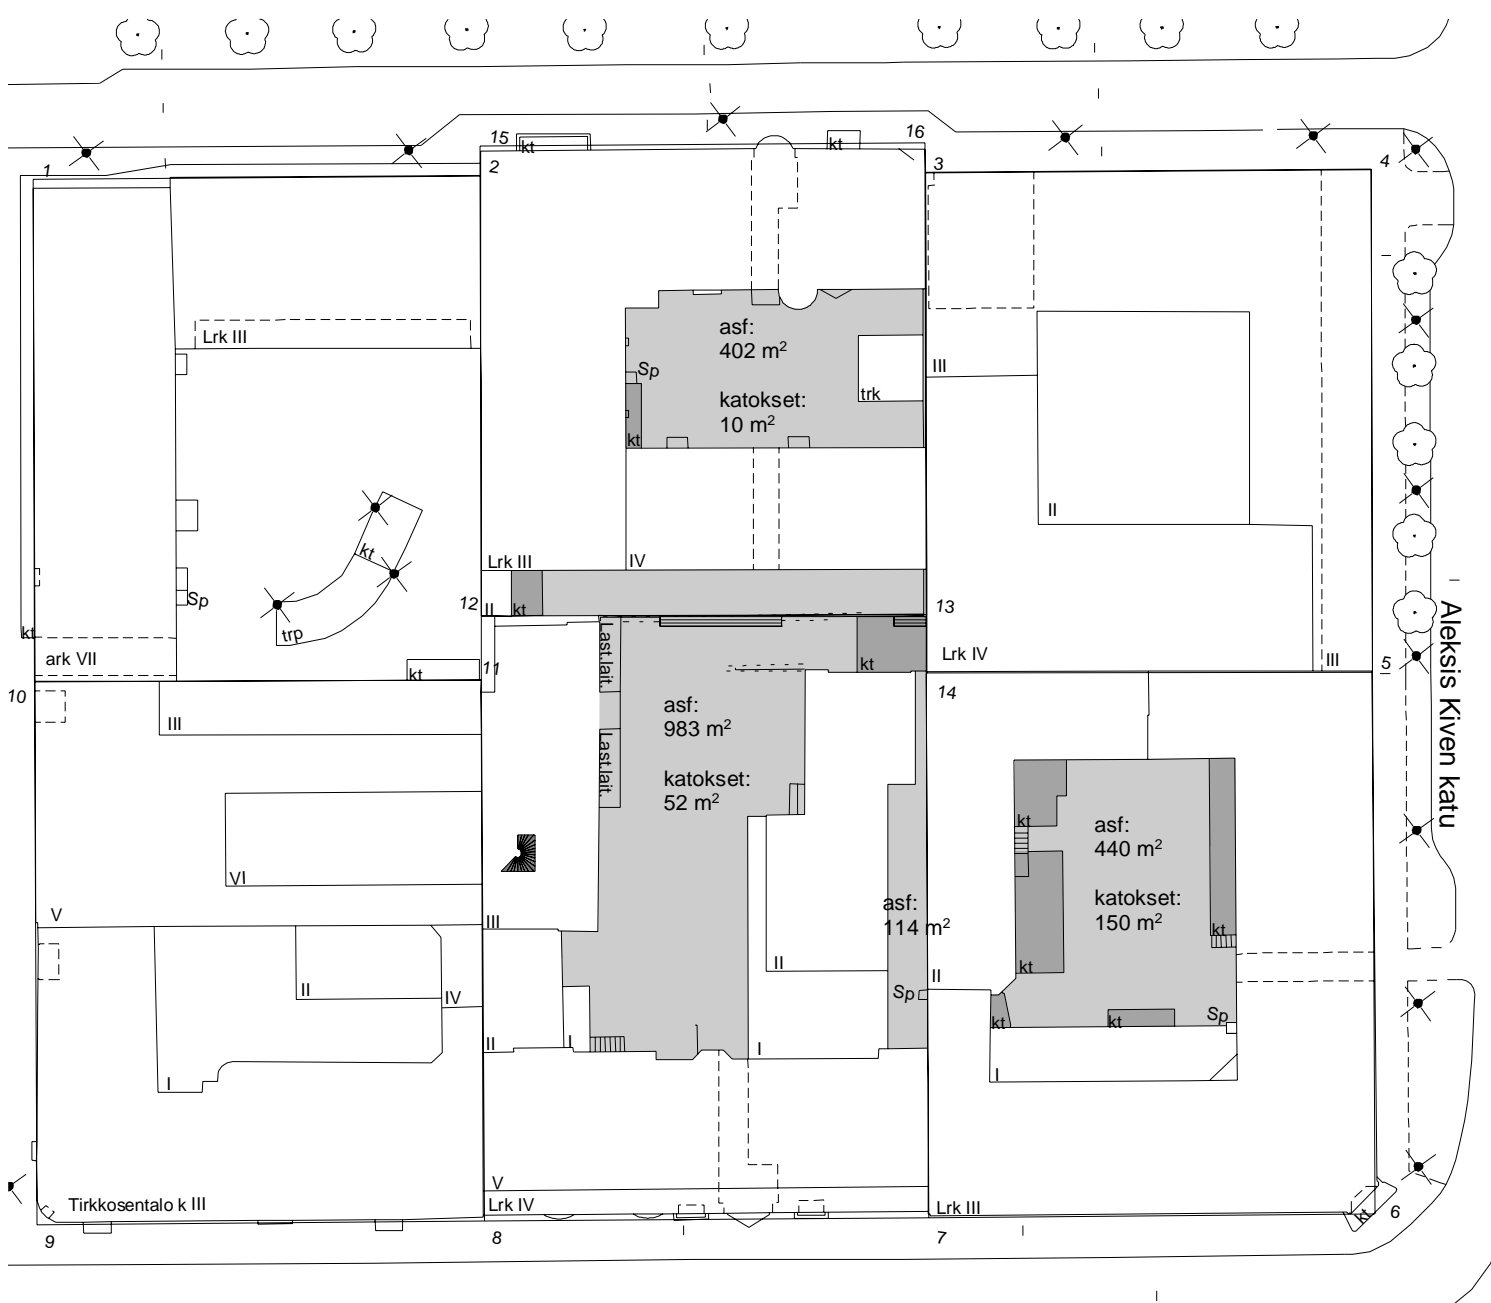 15
kt
kt
16
1
2
3
4
Lrk III
asf:
402 m²
Sp
katokset:
10 m²
trk
kt
III
II
kt
Sp
trp
Lrk III
IV
12
II
kt
13
kt
ark VII
kt
11
Last.lait.
kt
Lrk IV
III
5
Aleksis Kiven katu
10
III
asf:
983 m²
14
Last.lait.
katokset:
52 m²
kt
asf:
440 m²
VI
V
III
asf:
114 m²
katokset:
150 m²
kt
II
kt
II
II
IV
Sp
kt
kt
Sp
II
I
I
I
I
V
Tirkkosentalo k III
Lrk IV
Lrk III
kt
6
9
8
7